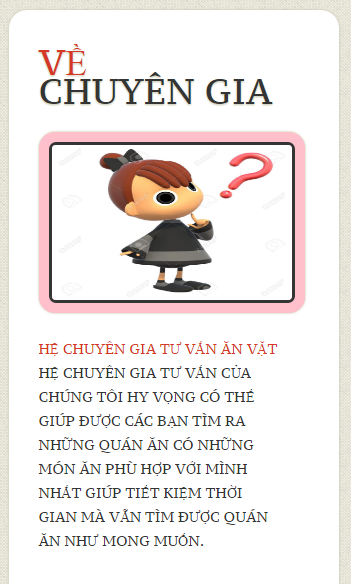 VỀ
CHUYÊN GIA
HỆ CHUYÊN GIA TƯ VẤN ĂN VẶT
HỆ CHUYÊN GIA TƯ VẤN CỦA
CHÚNG TÔI HY VỌNG CÓ THỂ
GIÚP ĐƯỢC CÁC BẠN TÌM RA
NHỮNG QUÁN ĂN CÓ NHỮNG
MÓN ĂN PHÙ HỢP VỚI MÌNH
NHẤT GIÚP TIẾT KIỆM THỜI
GIAN MÀ VẪN TÌM ĐƯỢC QUÁN
ĂN NHƯ MONG MUỐN.